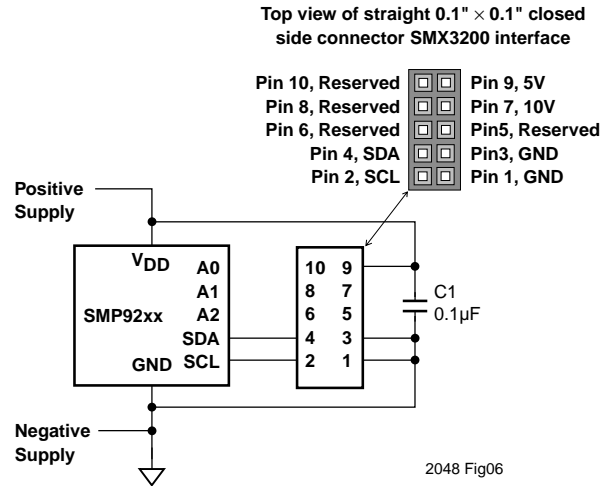 Top view of straight 0.1" × 0.1" closed
side connector SMX3200 interface
Pin 10, Reserved
Pin 9, 5V
Pin 8, Reserved
Pin 7, 10V
Pin 6, Reserved
Pin5, Reserved
Pin 4, SDA
Pin3, GND
Pin 2, SCL
Pin 1, GND
Positive
Supply
VDD
A0
A1
SMP92xx
A2
SDA
GND
SCL
10 9
8 7
6 5
4 3
2 1
C1
0.1µF
Negative
Supply
2048 Fig06